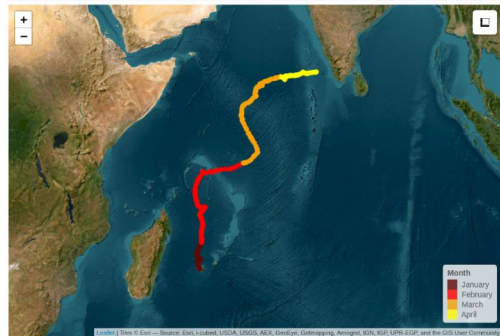 +
−
Month
January
February
March
April
Leaflet | Tiles © Esri — Source: Esri, i-cubed, USDA, USGS, AEX, GeoEye, Getmapping, Aerogrid, IGN, IGP, UPR-EGP, and the GIS User Community